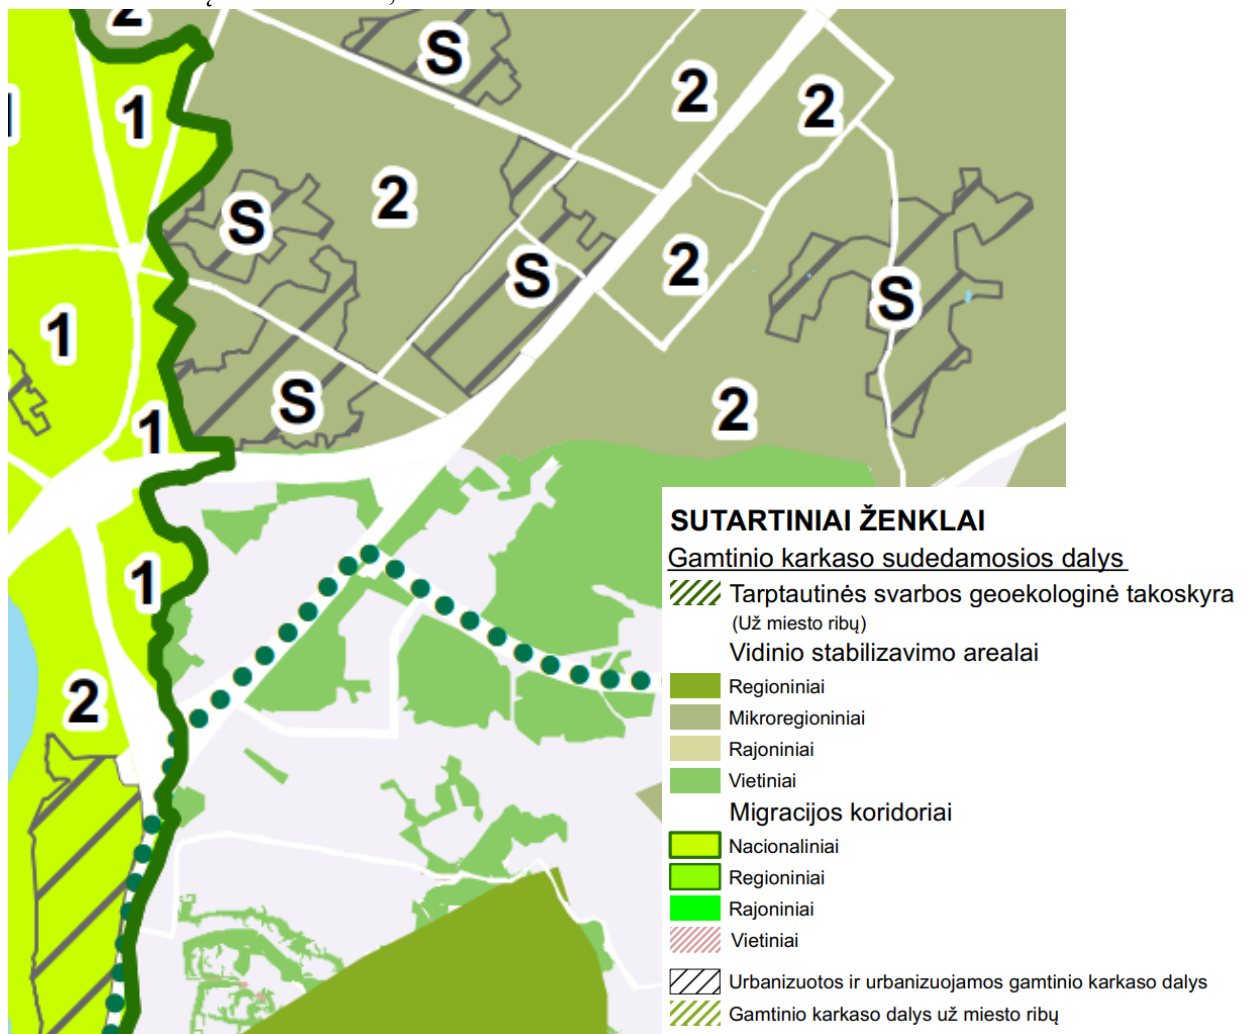 2
S
1
2
2
2
S
S
2
S
1
S
2
1
1
2
SUTARTINIAI ŽENKLAI
Gamtinio karkaso sudedamosios dalys
Tarptautinės svarbos geoekologinė takoskyra
(Už miesto ribų)
Vidinio stabilizavimo arealai
Regioniniai
Mikroregioniniai
Rajoniniai
Vietiniai
Migracijos koridoriai
Nacionaliniai
Regioniniai
Rajoniniai
Vietiniai
Urbanizuotos ir urbanizuojamos gamtinio karkaso dalys
Gamtinio karkaso dalys už miesto ribų